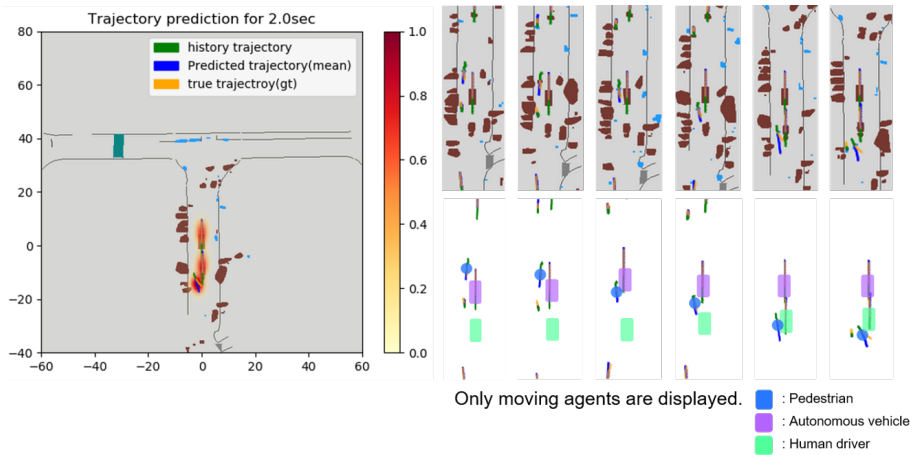 Trajectory prediction for 2.0sec
80
60
40
20
0
−20
−40
−60
−40
−20
0
20
40
60
history trajectory
Predicted trajectory(mean)
true trajectroy(gt)
1.0
0.8
0.6
0.4
0.2
0.0
Only moving agents are displayed.
: Pedestrian
: Autonomous vehicle
: Human driver